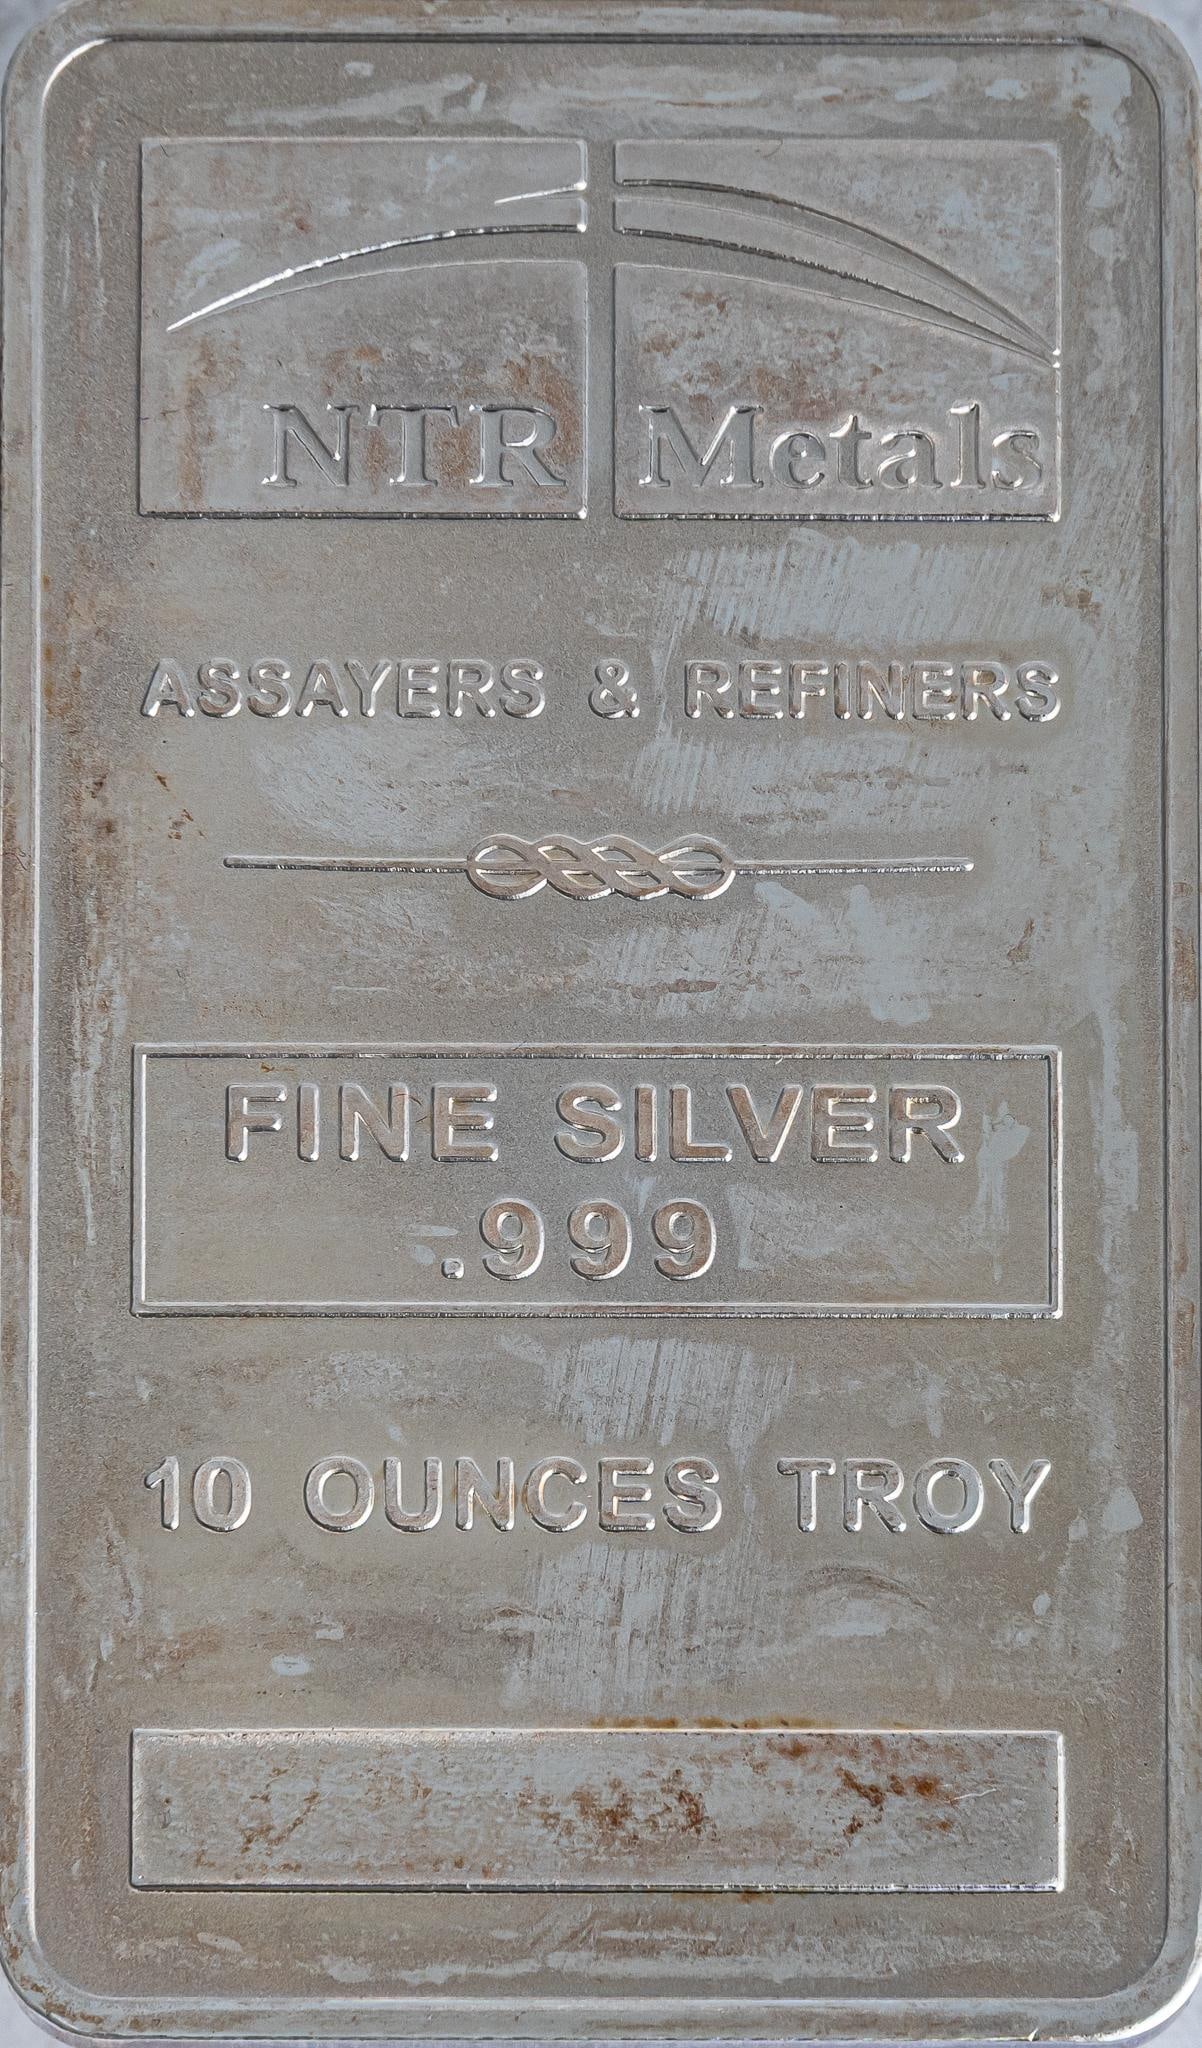 NTR Metals
ASSAYERS & REFINERS
FINE SILVER
.999
10 OUNCES TROY